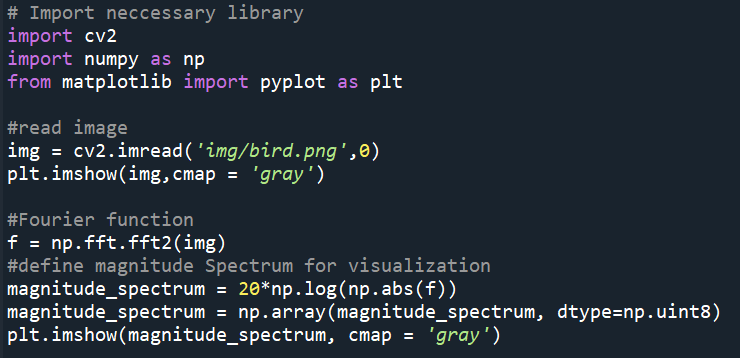 # Import neccessary library
import cv2
import numpy as np
from matplotlib import pyplot as plt
#read image
img = cv2.imread('img/bird.png',0)
plt.imshow(img,cmap = 'gray')
#Fourier function
f = np.fft.fft2(img)
#define magnitude Spectrum for visualization
magnitude_spectrum = 20*np.log(np.abs(f))
magnitude_spectrum = np.array(magnitude_spectrum, dtype=np.uint8)
plt.imshow(magnitude_spectrum, cmap = 'gray')